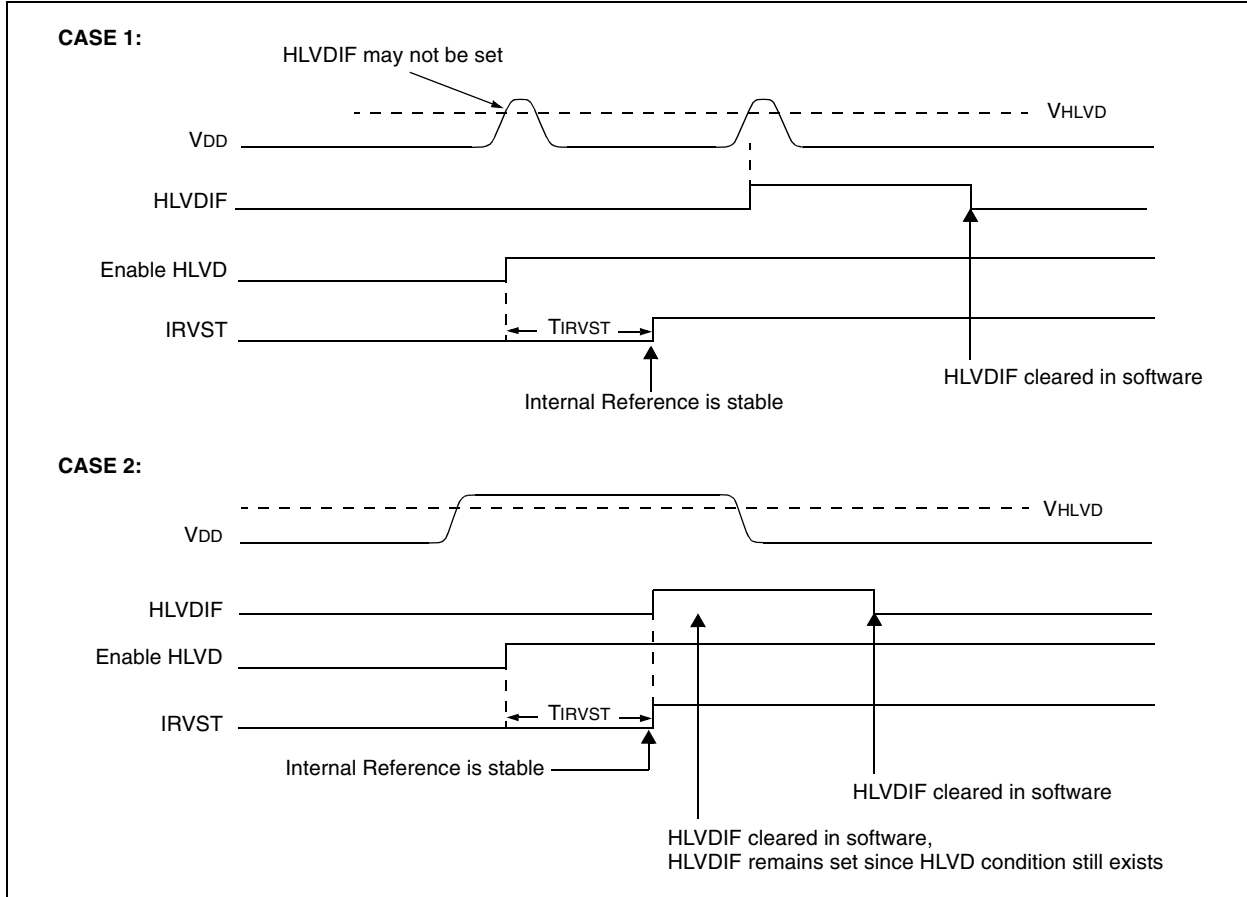 CASE 1:
HLVDIF may not be set
VHLVD
VDD
HLVDIF
Enable HLVD
TIRVST
IRVST
HLVDIF cleared in software
Internal Reference is stable
CASE 2:
VHLVD
VDD
HLVDIF
Enable HLVD
TIRVST
IRVST
Internal Reference is stable
HLVDIF cleared in software
HLVDIF cleared in software,
HLVDIF remains set since HLVD condition still exists